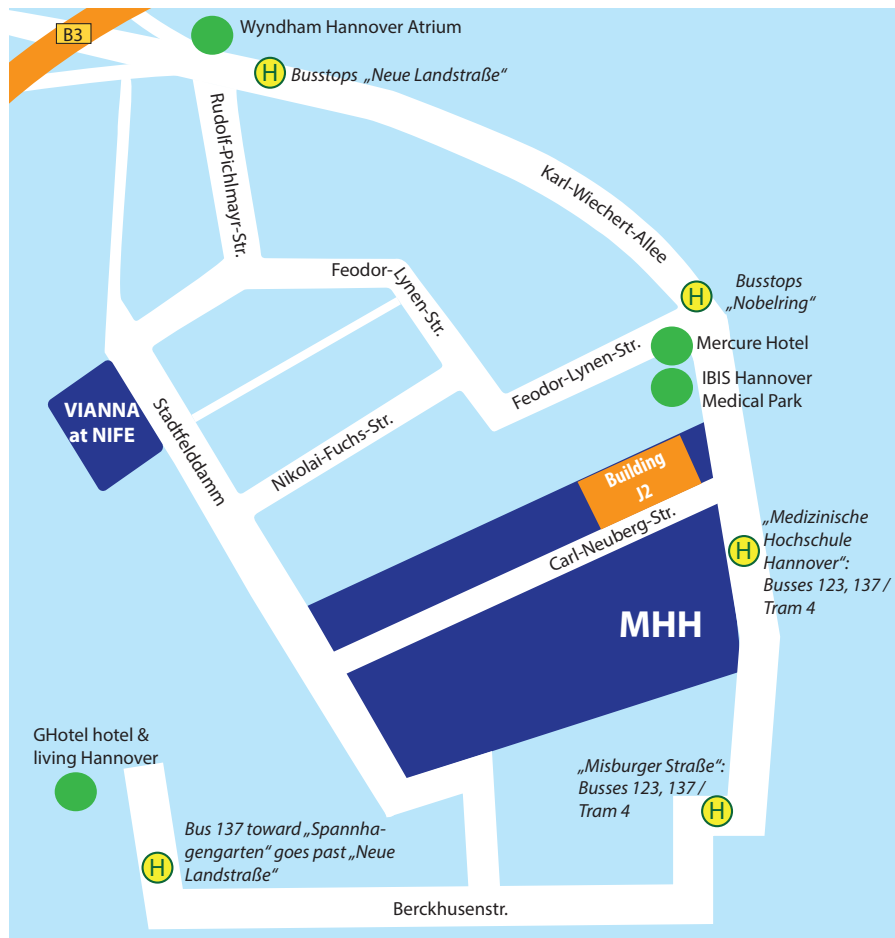 B3
Wyndham Hannover Atrium
H
Busstops „Neue Landstraße“
Rudolf-Pichlmayr-Str.
Karl-Wiechert-Allee
Feodor-Lynen-Str.
Busstops
„Nobelring“
H
Mercure Hotel
Feodor-Lynen-Str.
IBIS Hannover
Medical Park
VIANNA
at NIFE
Stadtfelddamm
Nikolai-Fuchs-Str.
Building
J2
Carl-Neuberg-Str.
„Medizinische
Hochschule
Hannover“:
Busses 123, 137 /
Tram 4
H
MHH
GHotel hotel &
living Hannover
„Misburger Straße“:
Busses 123, 137 /
Tram 4
H
Bus 137 toward „Spannha-
gengarten“ goes past „Neue
Landstraße“
H
Berckhusenstr.